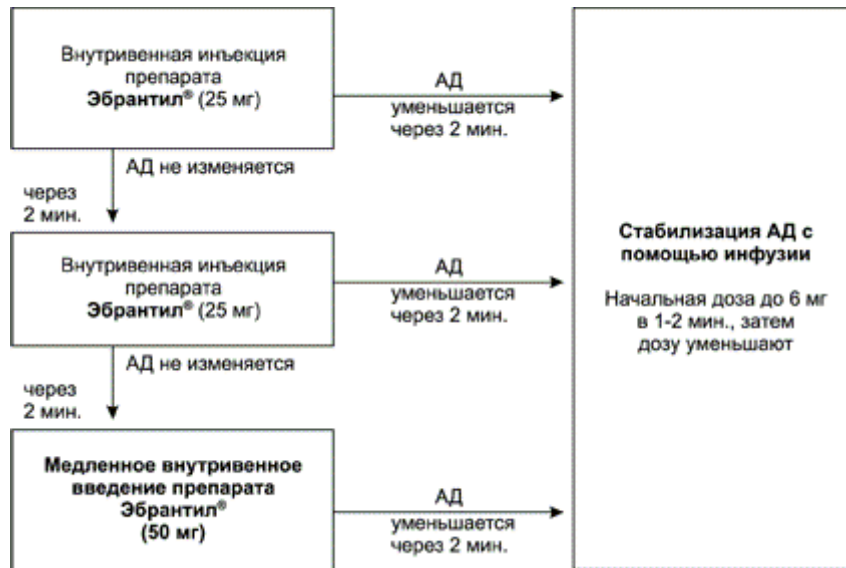 Внутривенная инъекция
препарата
Эбрантил® (25 мг)
АД
уменьшается
через 2 мин.
АД не изменяется
через
2 мин.
Внутривенная инъекция
препарата
Эбрантил® (25 мг)
АД
уменьшается
через 2 мин.
АД не изменяется
через
2 мин.
Медленное внутривенное
введение препарата
Эбрантил®
(50 мг)
АД
уменьшается
через 2 мин.
Стабилизация АД с
помощью инфузии
Начальная доза до 6 мг
в 1-2 мин., затем
дозу уменьшают